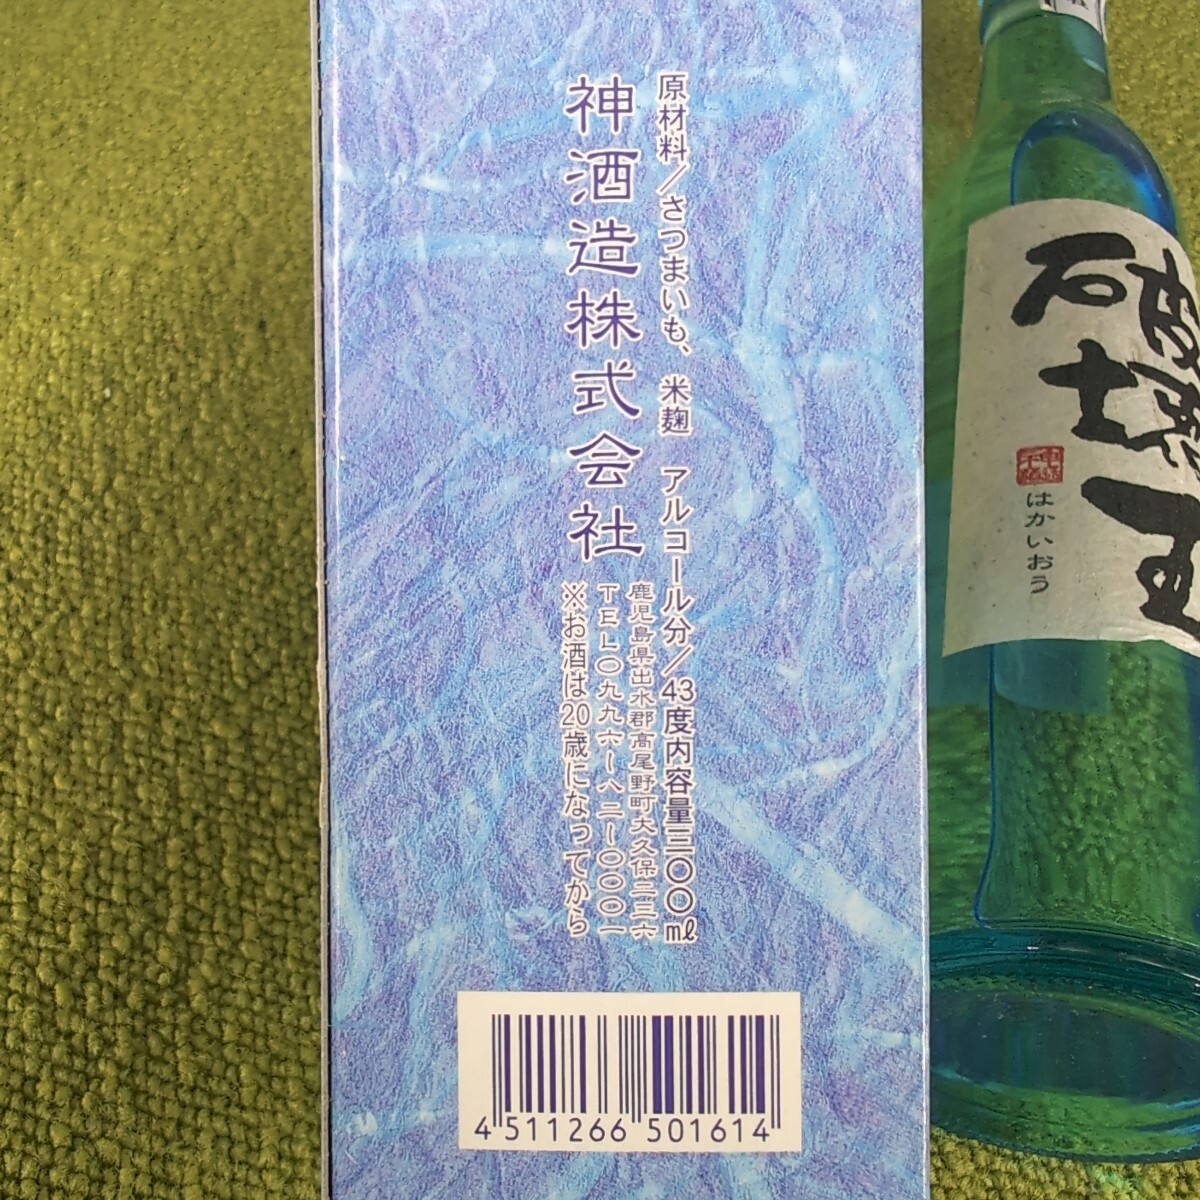 原材料/さつまいも、米麹 アルコール分/43度内容量三〇〇㎖
神酒造株式会社
鹿児島県出水郡高尾野町大久保二三六
TEL〇九九六-八二-〇〇〇一
※お酒は20歳になってから
4 511266 501614
破壊王
はかいおう